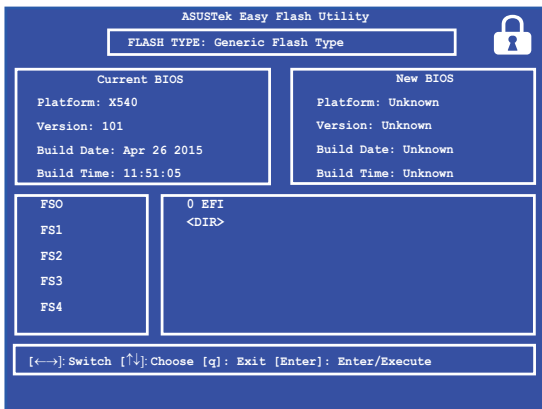 ASUSTek Easy Flash Utility
FLASH TYPE: Generic Flash Type
Current BIOS
Platform: X540
Version: 101
Build Date: Apr 26 2015
Build Time: 11:51:05
New BIOS
Platform: Unknown
Version: Unknown
Build Date: Unknown
Build Time: Unknown
FSO
FS1
FS2
FS3
FS4
0 EFI
<DIR>
[←→]: Switch [↑↓]: Choose [q]: Exit [Enter]: Enter/Execute